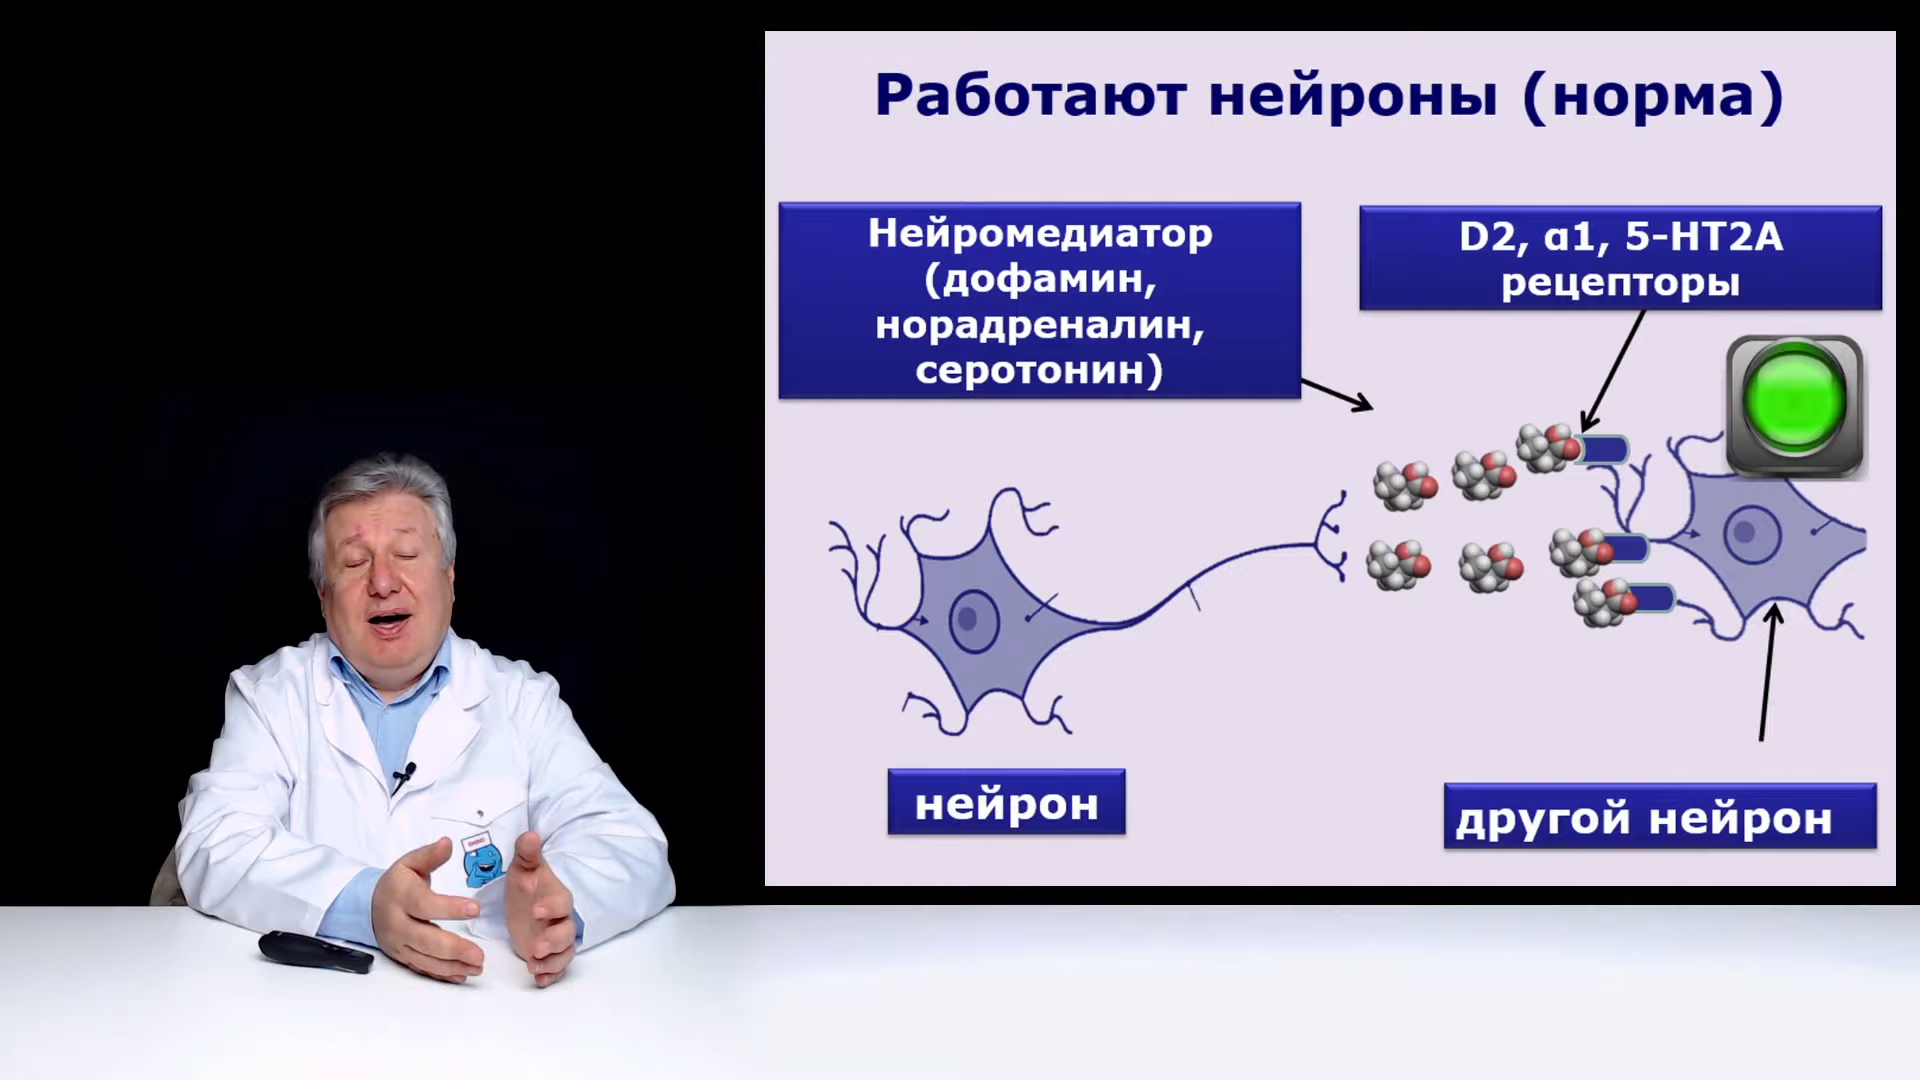 Работают нейроны (норма)
Нейромедиатор
(дофамин,
норадреналин,
серотонин)
D2, α1, 5-HT2A
рецепторы
нейрон
другой нейрон